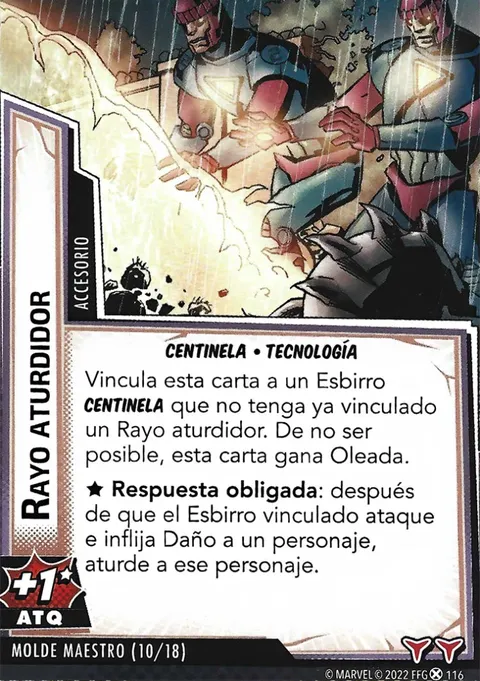 ACCESORIO
RAYO ATURDIDOR
CENTINELA • TECNOLOGÍA
Vincula esta carta a un Esbirro
CENTINELA que no tenga ya vinculado
un Rayo aturdidor. De no ser
posible, esta carta gana Oleada.
★ Respuesta obligada: después
de que el Esbirro vinculado ataque
e inflija Daño a un personaje,
aturde a ese personaje.
+1★
ATQ
MOLDE MAESTRO (10/18)
© MARVEL © 2022 FFG 116